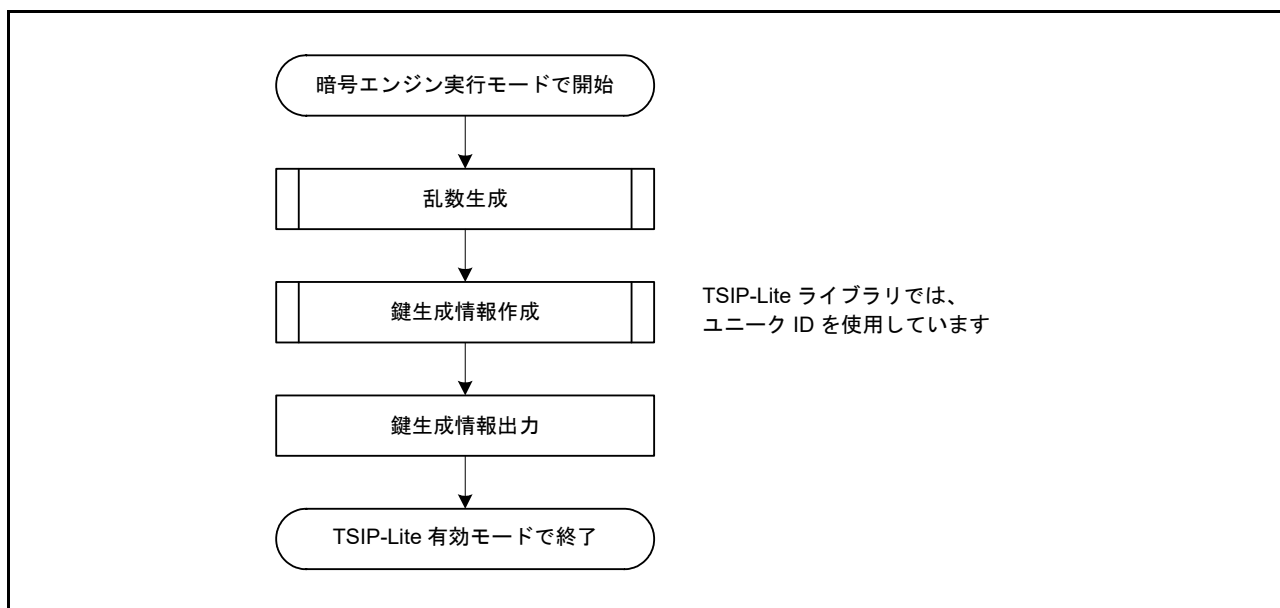 暗号エンジン実行モードで開始
乱数生成
鍵生成情報作成
TSIP-Lite ライブラリでは、
ユニーク ID を使用しています
鍵生成情報出力
TSIP-Lite 有効モードで終了